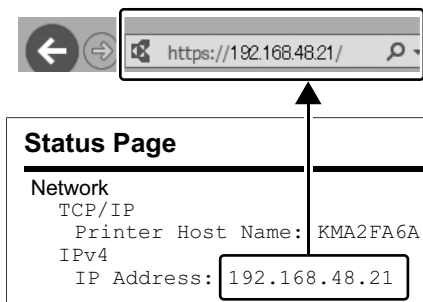 https://192.168.48.21/
Status Page
Network
TCP/IP
Printer Host Name: KMA2FA6A
IPv4
IP Address: 192.168.48.21